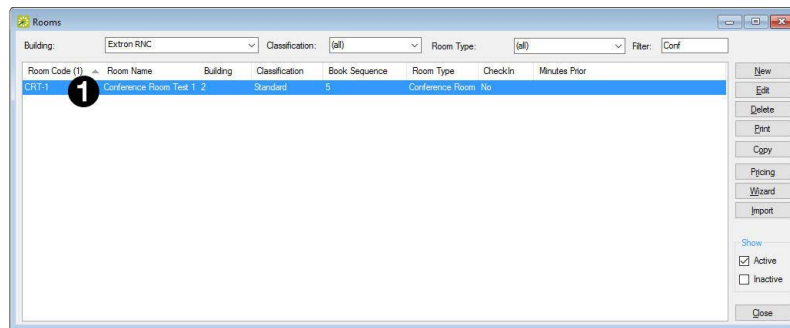 Rooms
Building: Extron RNC Classification: (all) Room Type: (all) Filter: Conf
Room Code (1) Room Name Building Classification Book Sequence Room Type CheckIn Minutes Prior
CRT-1 1 Conference Room Test 1 2 Standard 5 Conference Room No
New
Edit
Delete
Print
Copy
Pricing
Wizard
Import
Show
Active
Inactive
Close